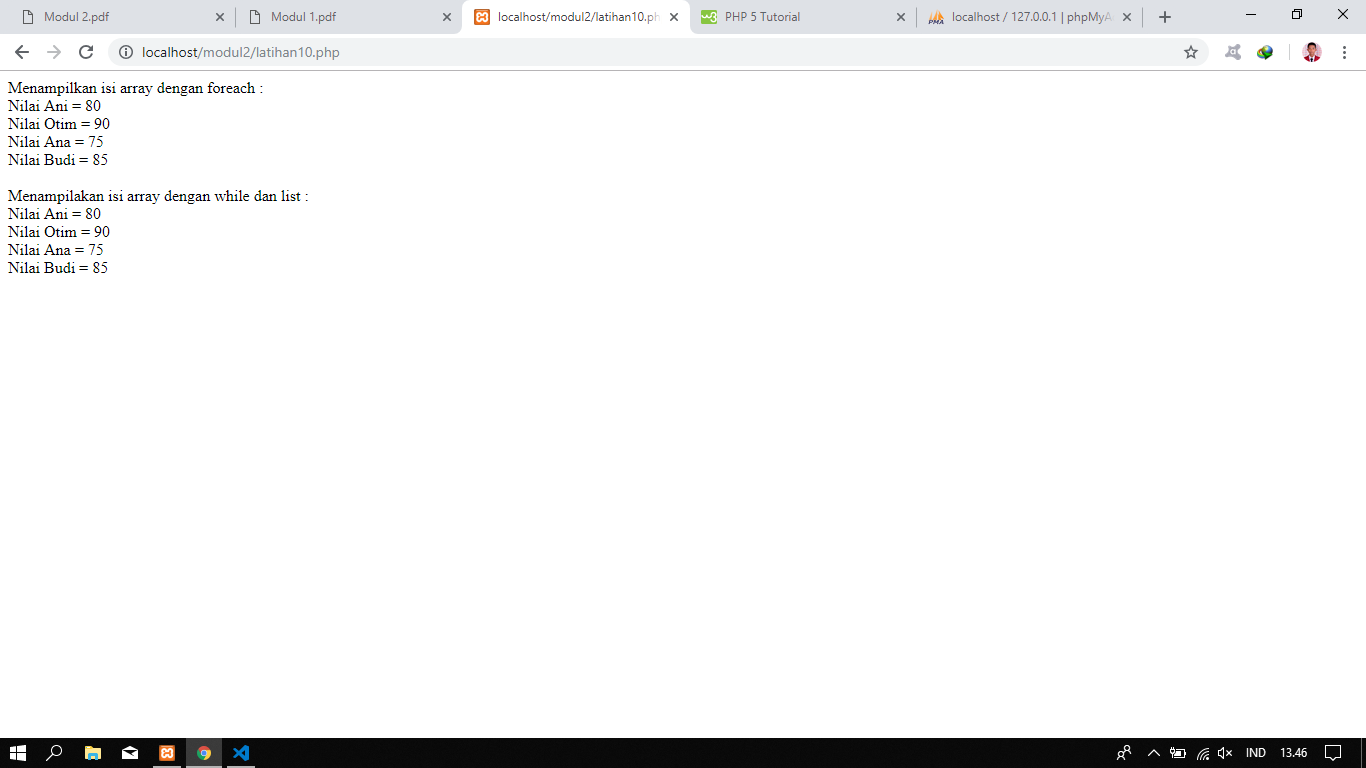 Modul 2.pdf
Modul 1.pdf
localhost/modul2/latihan10.ph
PHP 5 Tutorial
localhost / 127.0.0.1 | phpMyA
localhost/modul2/latihan10.php
Menampilkan isi array dengan foreach :
Nilai Ani = 80
Nilai Otim = 90
Nilai Ana = 75
Nilai Budi = 85
Menampilakan isi array dengan while dan list :
Nilai Ani = 80
Nilai Otim = 90
Nilai Ana = 75
Nilai Budi = 85
IND
13.46